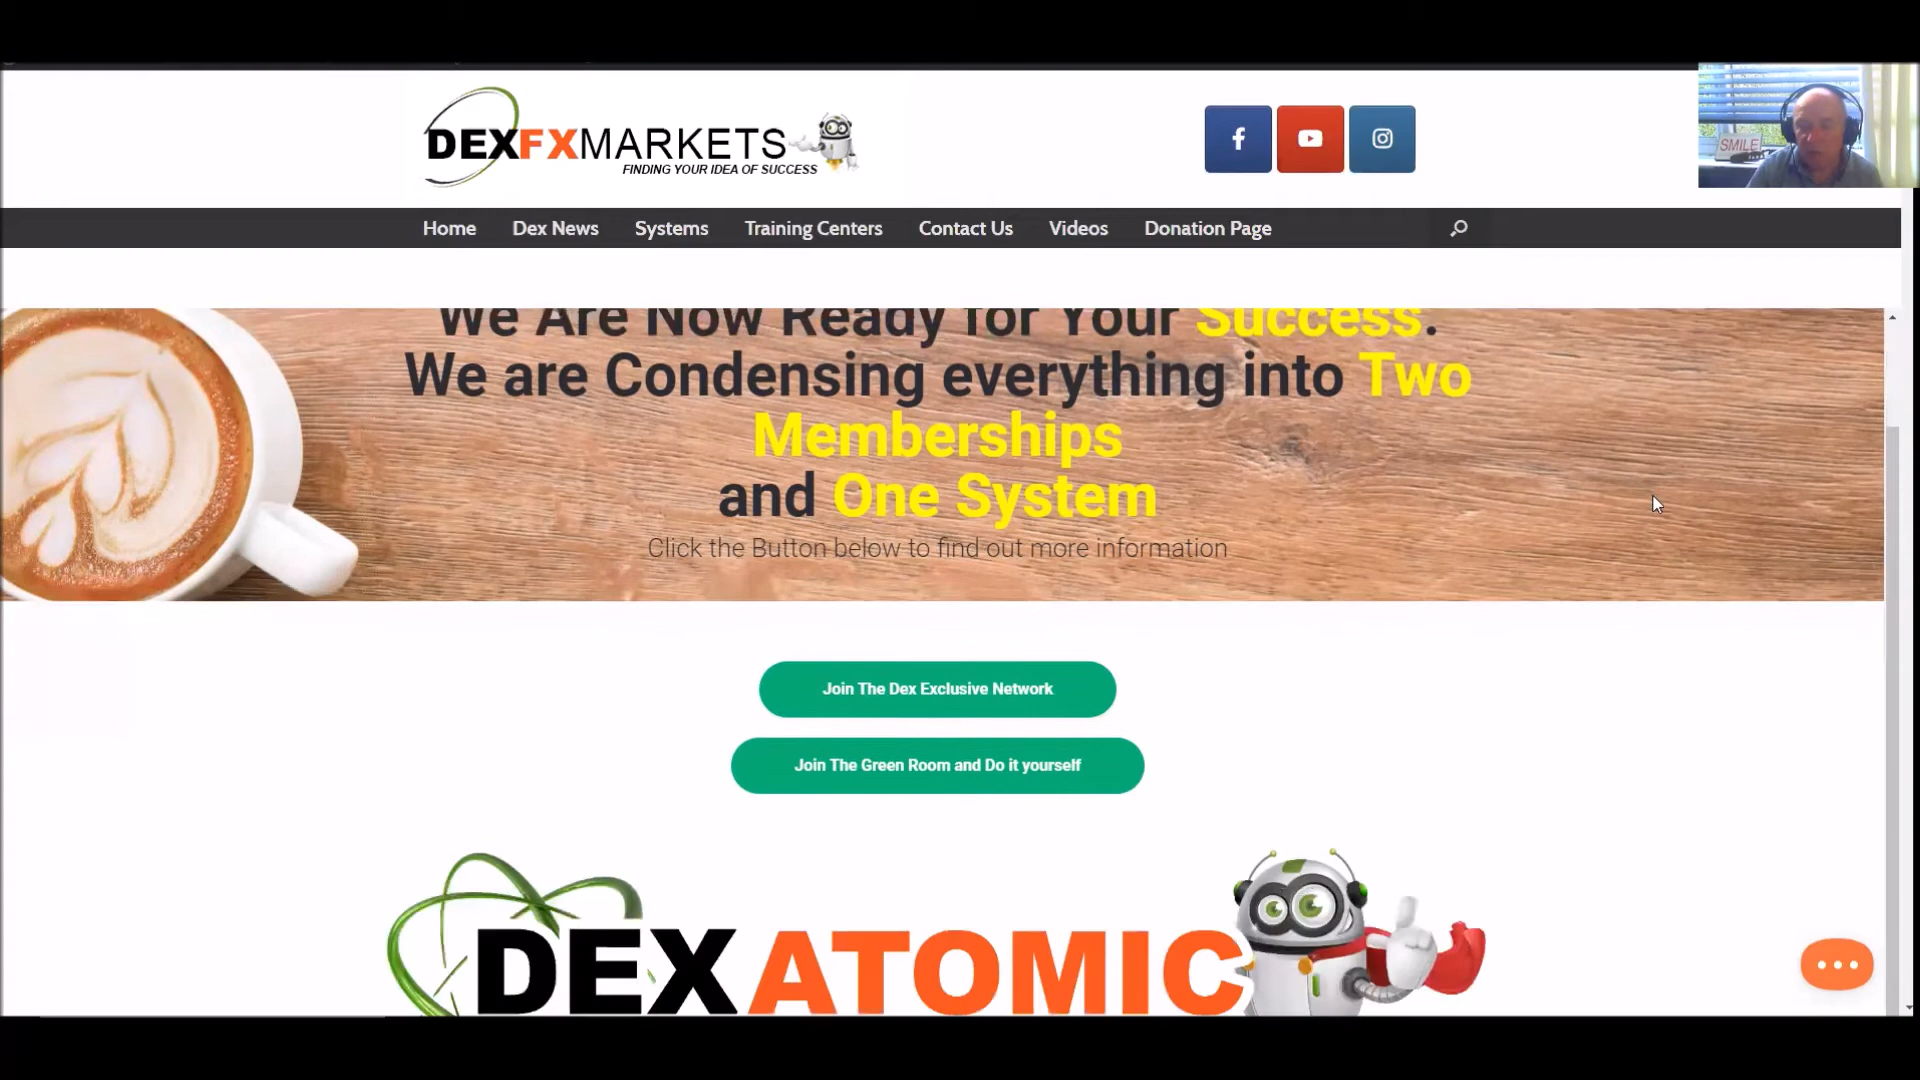 DEXFXMARKETS
FINDING YOUR IDEA OF SUCCESS
SMILE
Home Dex News Systems Training Centers Contact Us Videos Donation Page
We Are Now Ready for Your Success.
We are Condensing everything into Two
Memberships
and One System
Click the Button below to find out more information
Join The Dex Exclusive Network
Join The Green Room and Do it yourself
DEXATOMIC